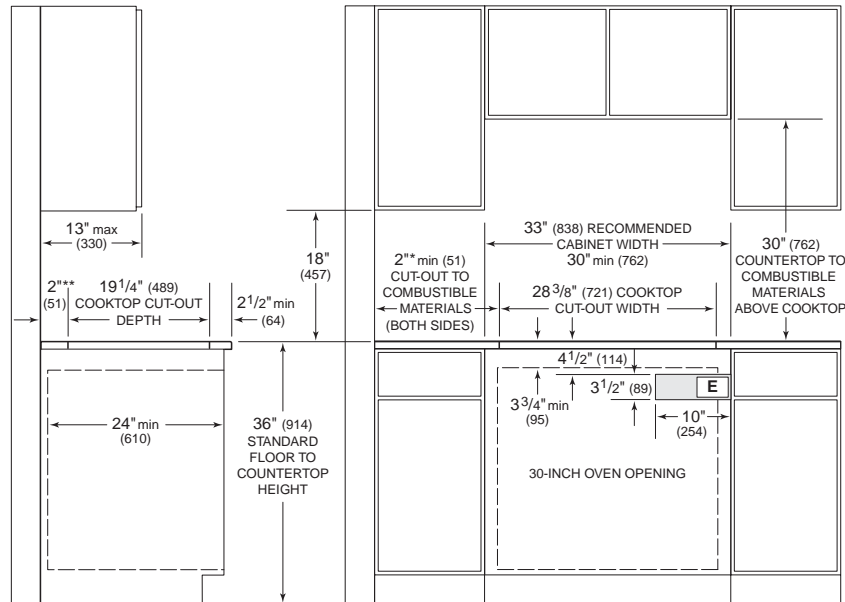 13" max
(330)
2"**
(51)
19 1/4" (489)
COOKTOP CUT-OUT
DEPTH
2 1/2" min
(64)
18"
(457)
24" min
(610)
36" (914)
STANDARD
FLOOR TO
COUNTERTOP
HEIGHT
33" (838) RECOMMENDED
CABINET WIDTH
30" min (762)
2"* min (51)
CUT-OUT TO
COMBUSTIBLE
MATERIALS
(BOTH SIDES)
28 3/8" (721) COOKTOP
CUT-OUT WIDTH
30" (762)
COUNTERTOP TO
COMBUSTIBLE
MATERIALS
ABOVE COOKTOP
4 1/2" (114)
3 1/2" (89)
E
3 3/4" min
(95)
10"
(254)
30-INCH OVEN OPENING